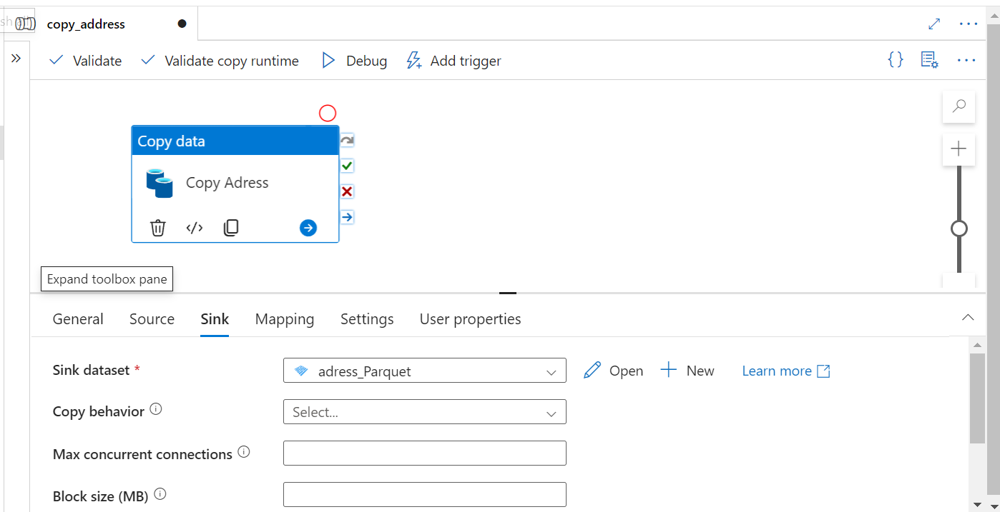 copy_address
Validate Validate copy runtime Debug Add trigger
Copy data
Copy Adress
Expand toolbox pane
General Source Sink Mapping Settings User properties
Sink dataset * adress_Parquet Open New Learn more
Copy behavior Select...
Max concurrent connections
Block size (MB)